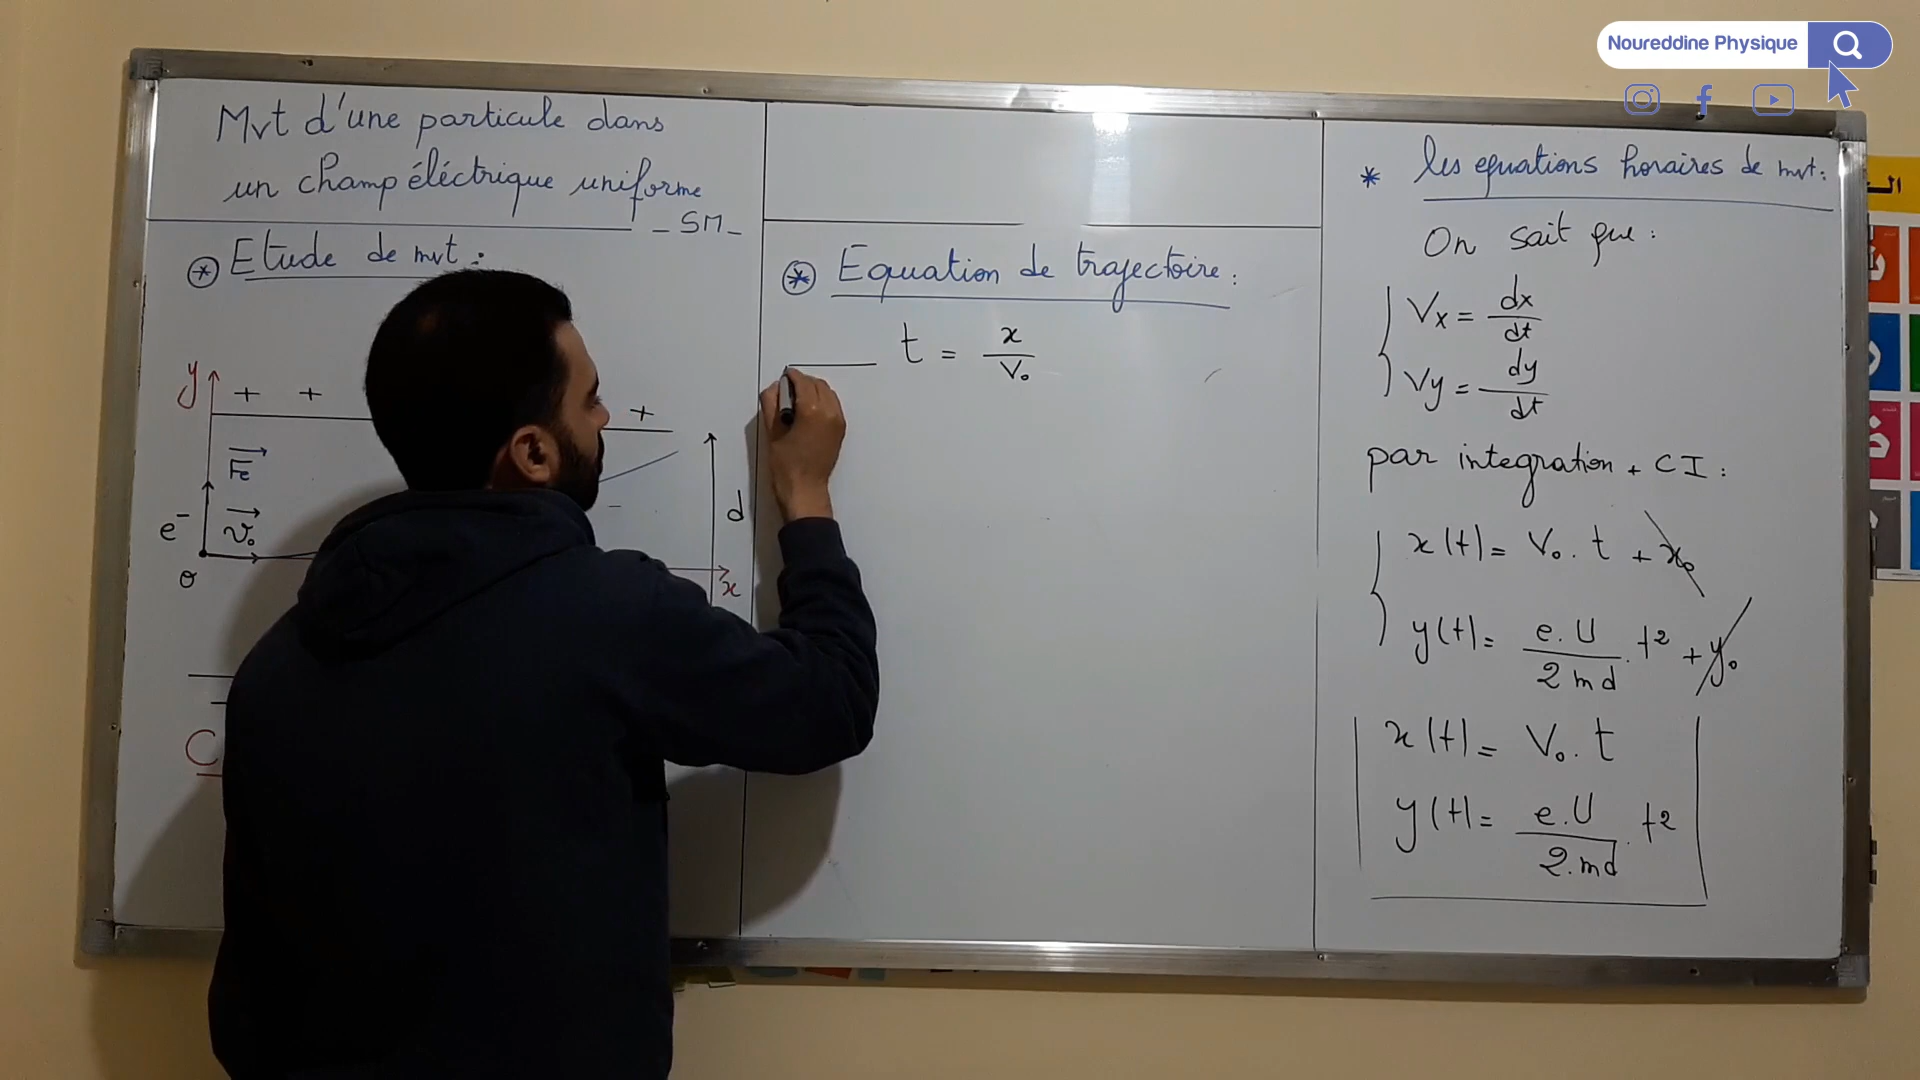 Noureddine Physique
Mvt d'une particule dans
un champ éléctrique uniforme
_ SM _
* Etude de mvt :
y + + +
Fe
e⁻ v₀ d
o x
C
* Equation de trajectoire :
t = x / V₀
* les equations horaires de mvt :
On sait que :
Vx = dx / dt
Vy = dy / dt
par integration + CI :
x(t) = V₀ . t + x₀
y(t) = e.U / 2md . t² + y₀
x(t) = V₀ . t
y(t) = e.U / 2.md . t²